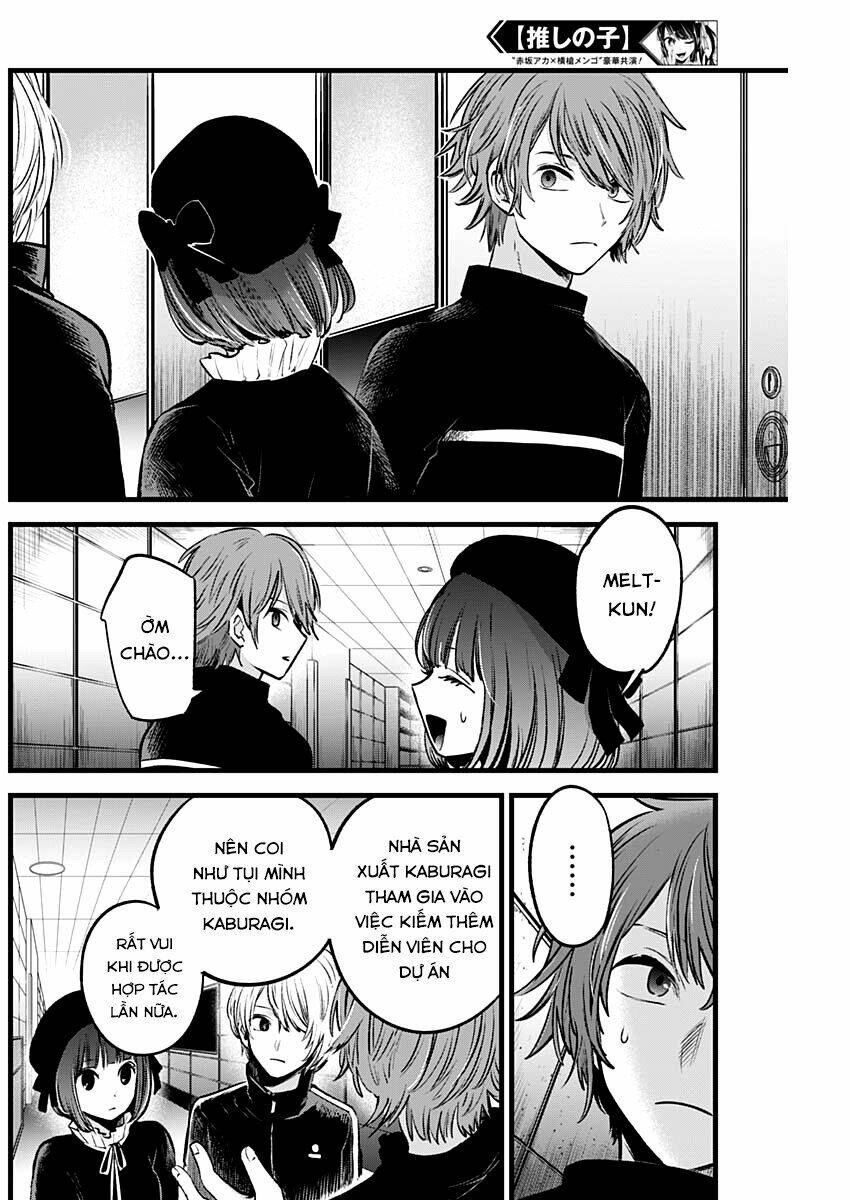 【推しの子】
"赤坂アカ×横槍メンゴ"豪華共演!
MELT-
KUN!
ỜM
CHÀO...
.......
NHÀ SẢN
XUẤT KABURAGI
THAM GIA VÀO
VIỆC KIẾM THÊM
DIỄN VIÊN CHO
DỰ ÁN
NÊN COI
NHƯ TỤI MÌNH
THUỘC NHÓM
KABURAGI.
RẤT VUI
KHI ĐƯỢC
HỢP TÁC
LẦN NỮA.